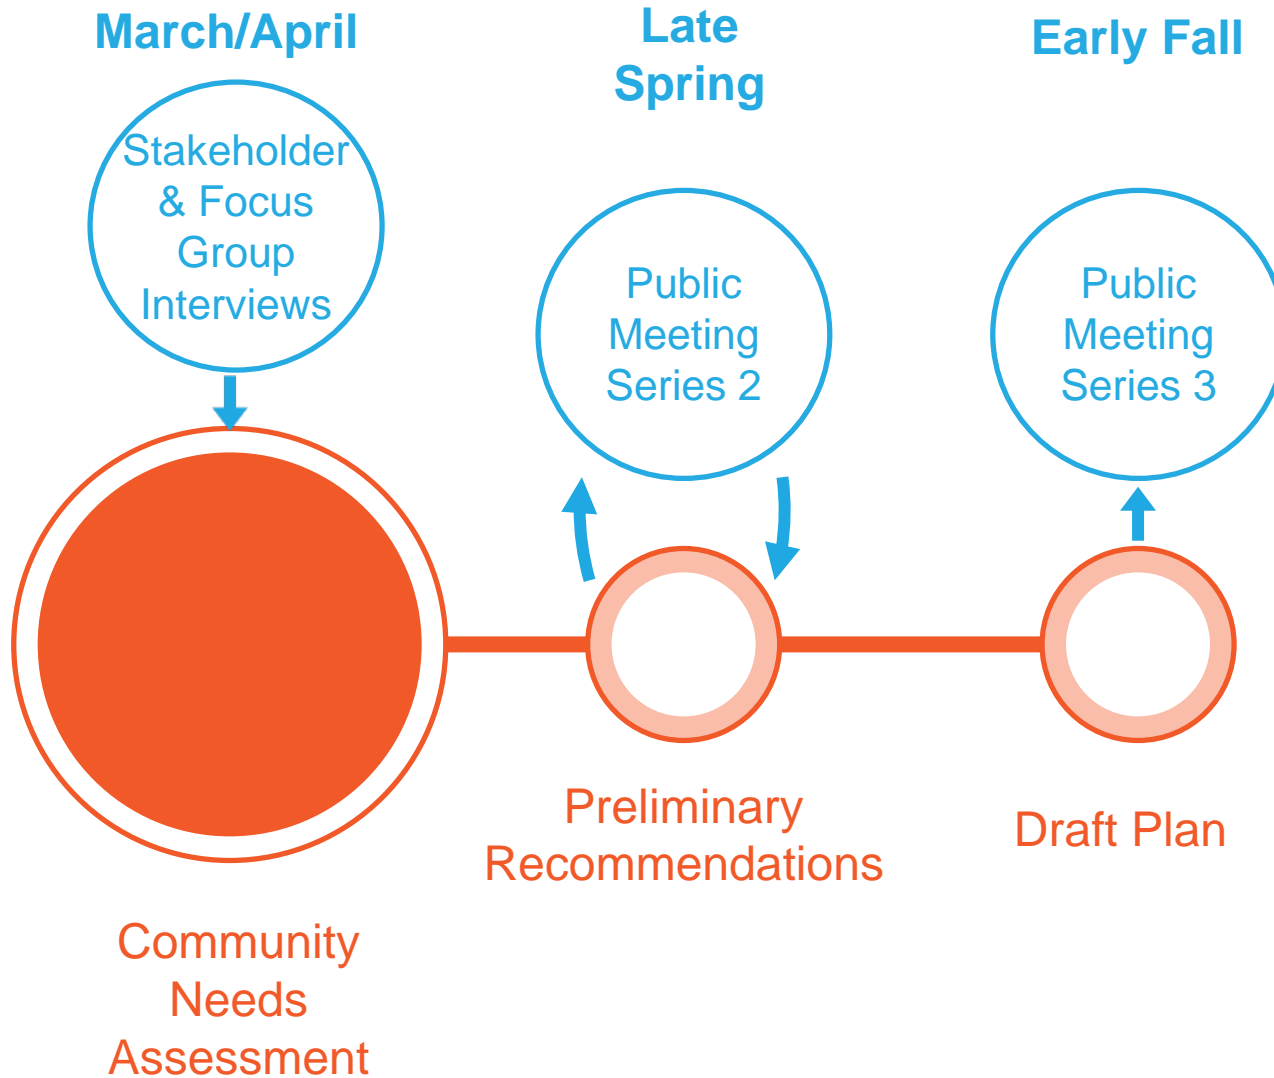 March/April
Stakeholder
& Focus
Group
Interviews
Community
Needs
Assessment
Late
Spring
Public
Meeting
Series 2
Preliminary
Recommendations
Early Fall
Public
Meeting
Series 3
Draft Plan